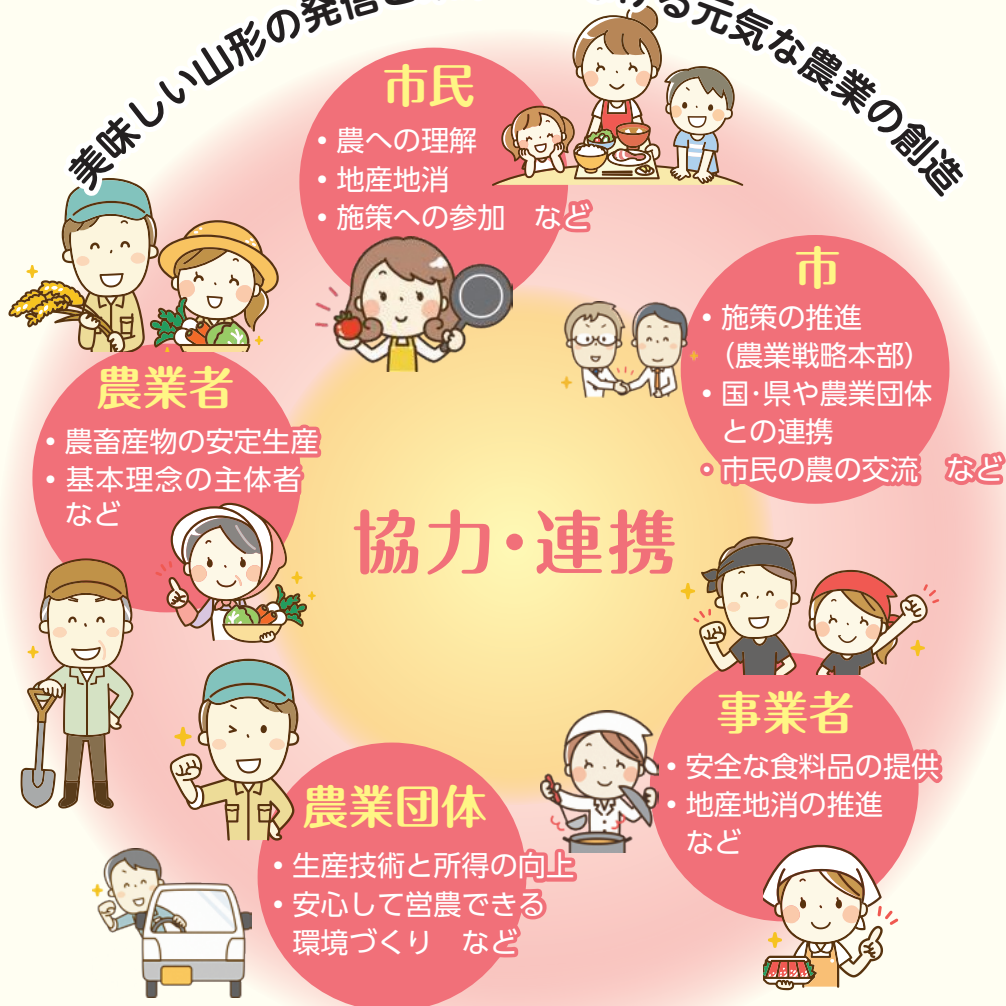 美味しい山形の発信と
る元気な農業の創造
市民
・農への理解
・地産地消
・施策への参加　など
市
・施策の推進
（農業戦略本部）
・国・県や農業団体
との連携
・市民の農の交流　など
農業者
・農畜産物の安定生産
・基本理念の主体者
など
協力・連携
事業者
・安全な食料品の提供
・地産地消の推進
など
農業団体
・生産技術と所得の向上
・安心して営農できる
環境づくり　など